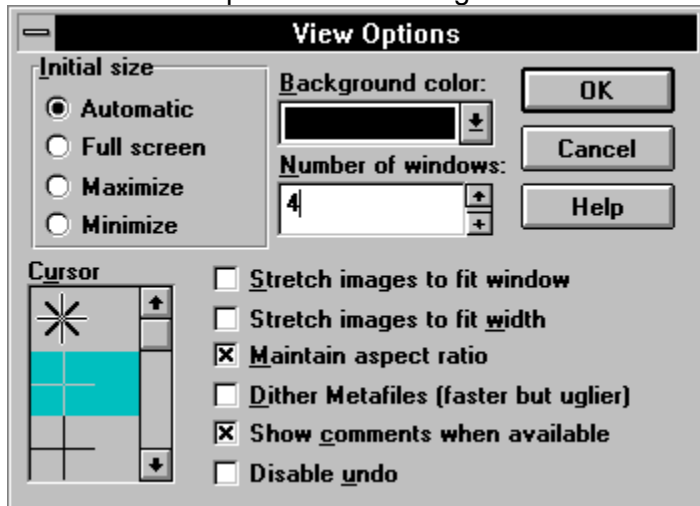 View Options
Initial size
Automatic
Full screen
Maximize
Minimize
Background color:
Number of windows:
4
OK
Cancel
Help
Cursor
Stretch images to fit window
Stretch images to fit width
Maintain aspect ratio
Dither Metafiles (faster but uglier)
Show comments when available
Disable undo